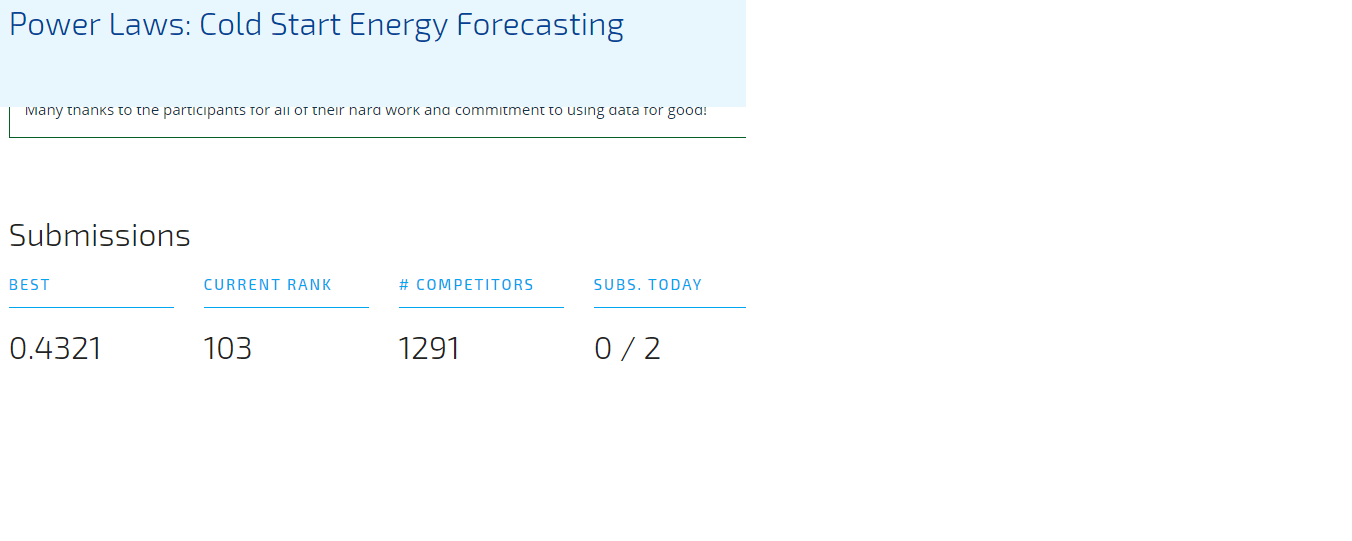 Power Laws: Cold Start Energy Forecasting
Many thanks to the participants for all of their hard work and commitment to using data for good!
Submissions
BEST CURRENT RANK # COMPETITORS SUBS. TODAY
0.4321 103 1291 0 / 2